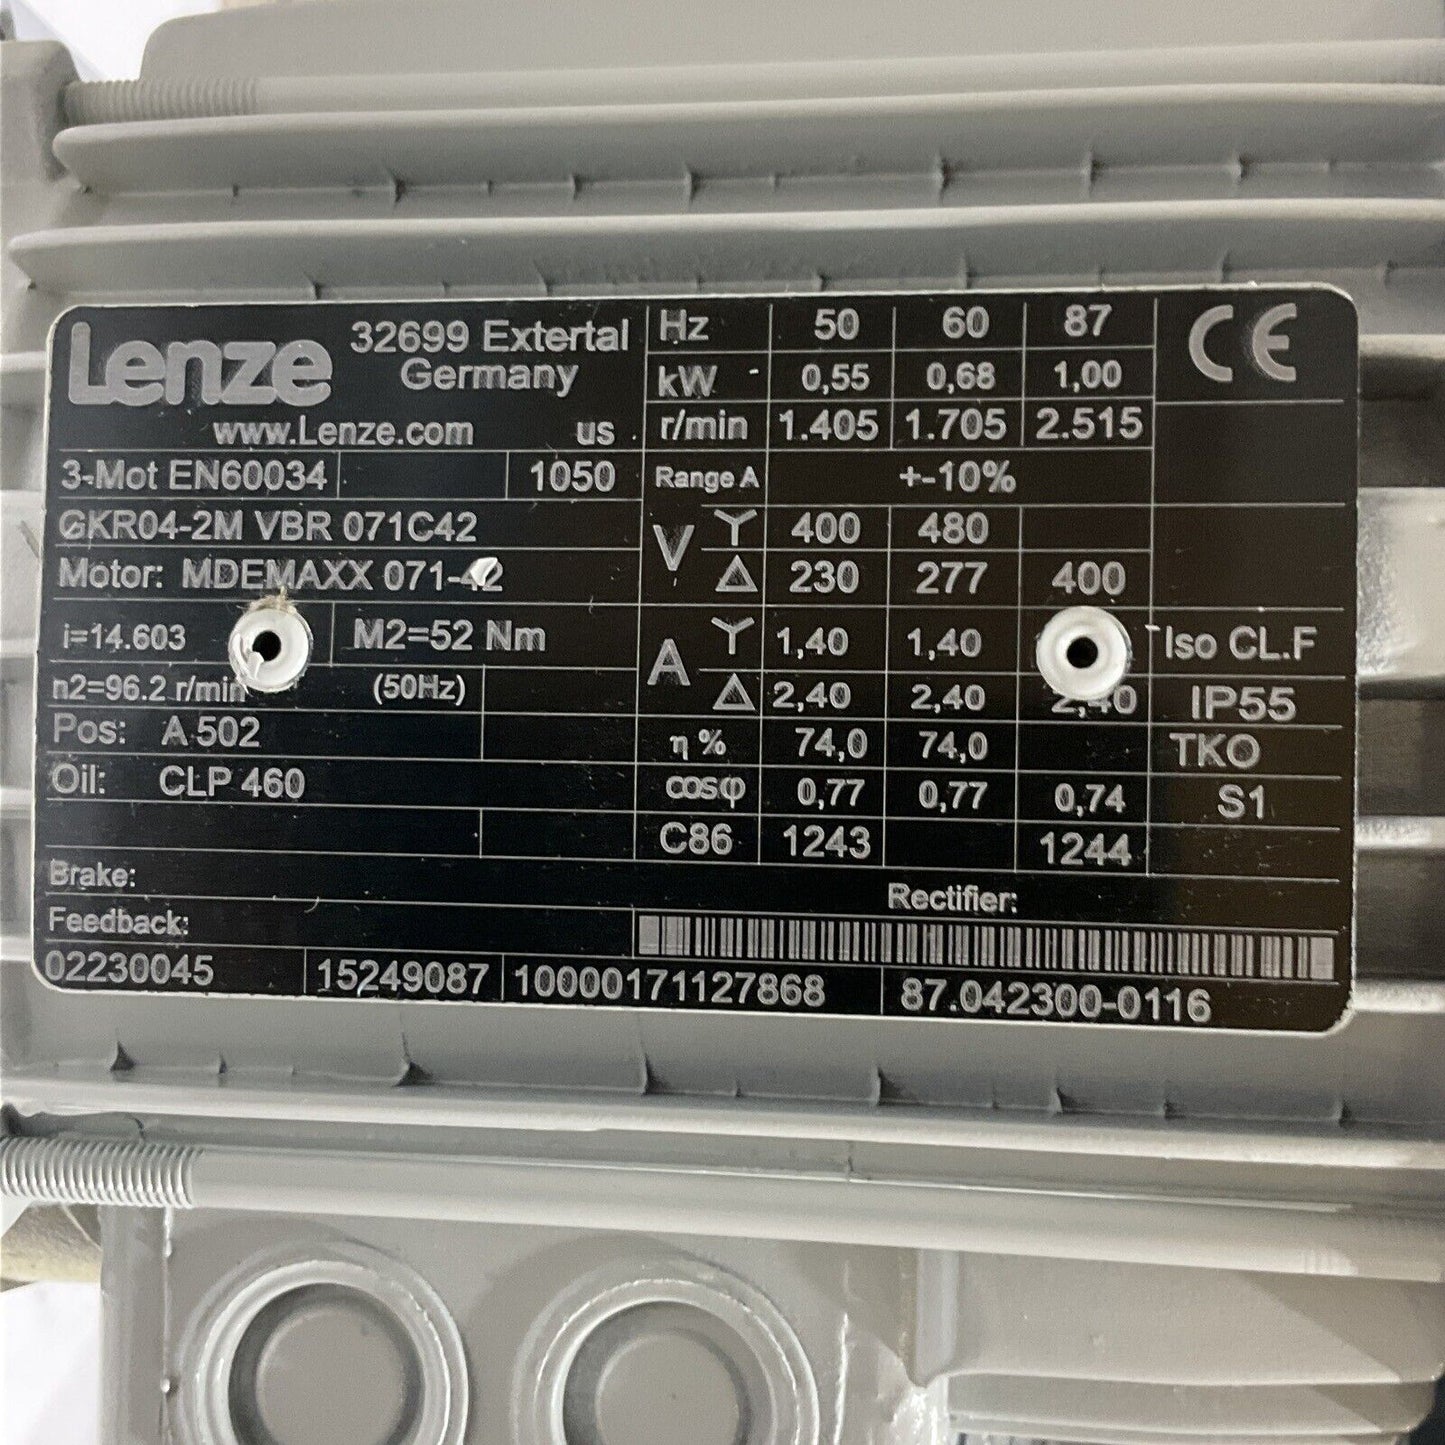 Lenze
32699 Extertal
Germany
www.Lenze.com us
3-Mot EN60034 1050
GKR04-2M VBR 071C42
Motor: MDEMAXX 071-42
i=14.603 M2=52 Nm
n2=96.2 r/min (50Hz)
Pos: A 502
Oil: CLP 460
Hz 50 60 87 CE
kW 0,55 0,68 1,00
r/min 1.405 1.705 2.515
Range A +-10%
V Y 400 480
Δ 230 277 400
A Y 1,40 1,40 Iso CL.F
Δ 2,40 2,40 2,40 IP55
η % 74,0 74,0 TKO
cosφ 0,77 0,77 0,74 S1
C86 1243 1244
Brake: Rectifier:
Feedback:
02230045 15249087 10000171127868 87.042300-0116